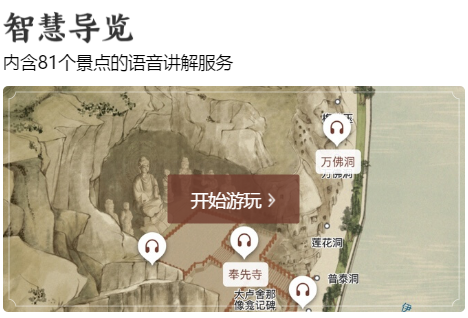 智慧导览
内含81个景点的语音讲解服务
万佛洞
万佛洞
开始游玩
莲花洞
奉先寺
普泰洞
大卢舍那
像龛记碑
伊